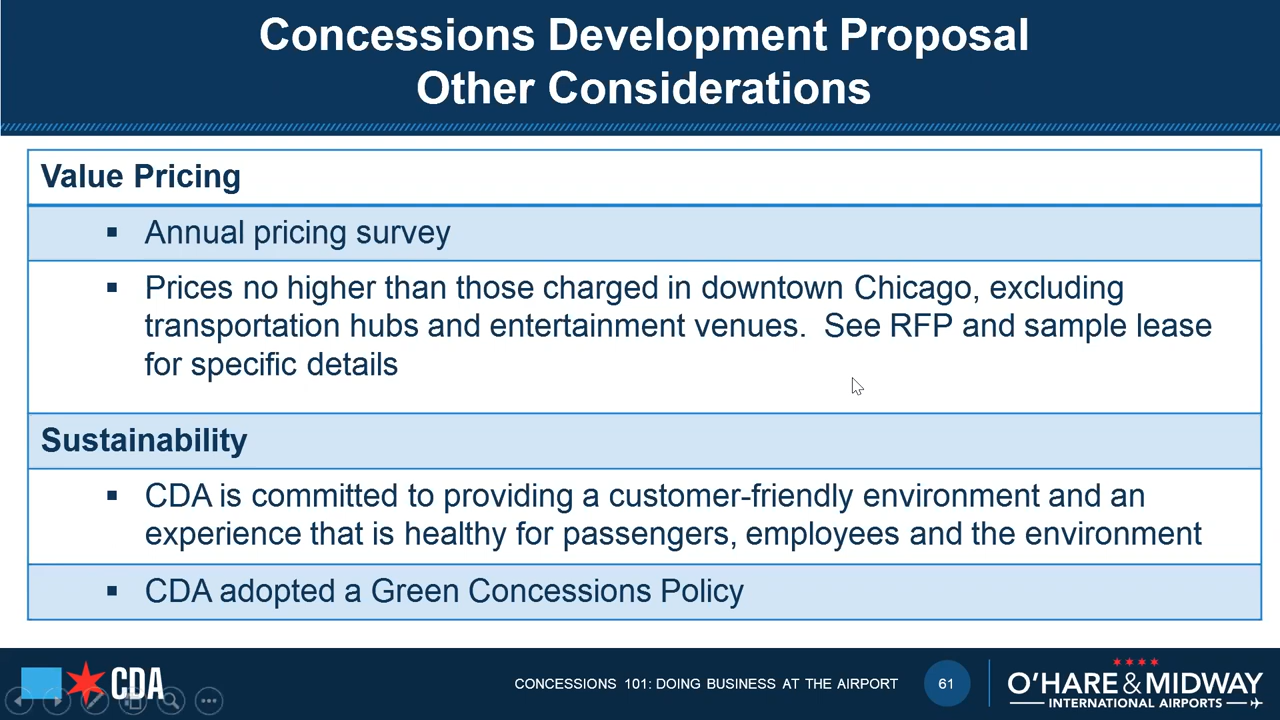 Concessions Development Proposal
Other Considerations
Value Pricing
▪ Annual pricing survey
▪ Prices no higher than those charged in downtown Chicago, excluding
transportation hubs and entertainment venues.  See RFP and sample lease
for specific details
Sustainability
▪ CDA is committed to providing a customer-friendly environment and an
experience that is healthy for passengers, employees and the environment
▪ CDA adopted a Green Concessions Policy
CDA
CONCESSIONS 101: DOING BUSINESS AT THE AIRPORT
61
O'HARE & MIDWAY
INTERNATIONAL AIRPORTS